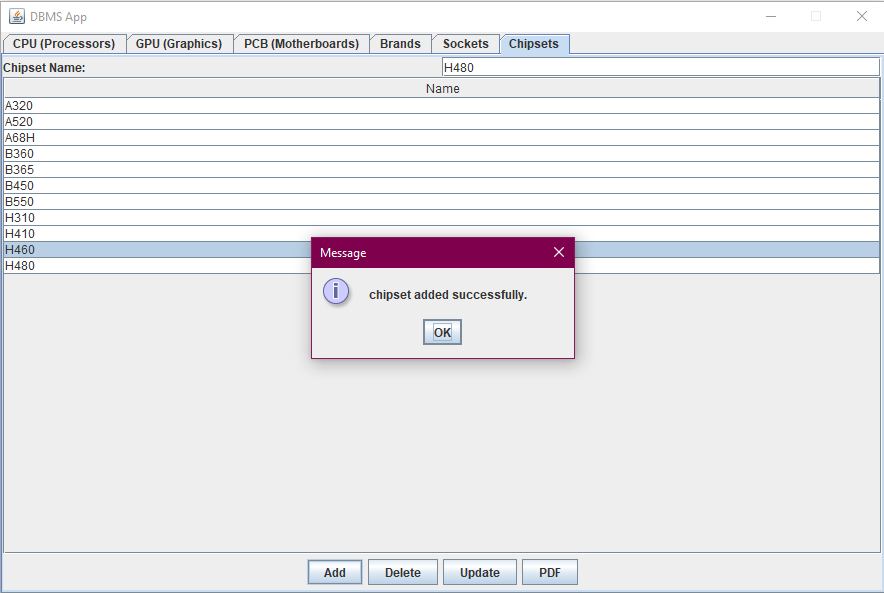 DBMS App
CPU (Processors) GPU (Graphics) PCB (Motherboards) Brands Sockets Chipsets
Chipset Name: H480
Name
A320
A520
A68H
B360
B365
B450
B550
H310
H410
H460
H480
Message
i
chipset added successfully.
OK
Add Delete Update PDF